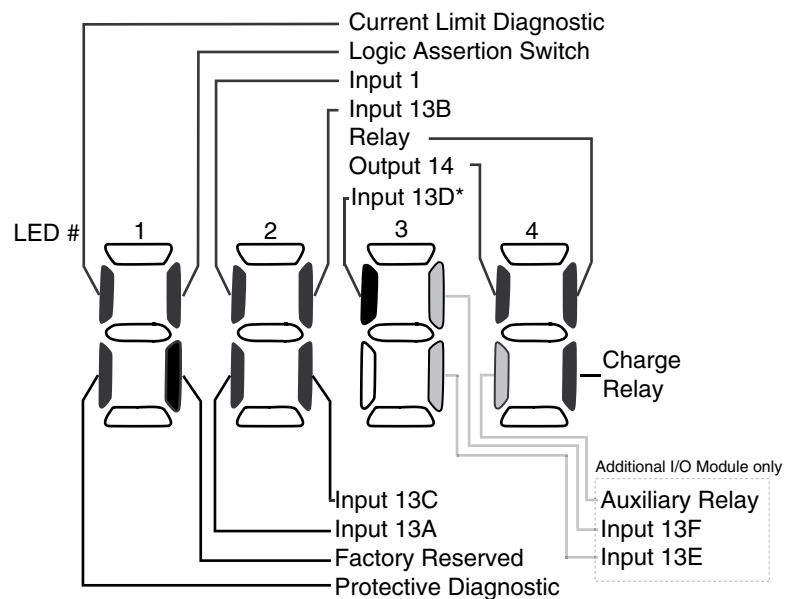 Current Limit Diagnostic
Logic Assertion Switch
Input 1
Input 13B
Relay
Output 14
Input 13D*
LED # 1 2 3 4
Charge
Relay
Additional I/O Module only
Input 13C
Auxiliary Relay
Input 13A
Input 13F
Factory Reserved
Input 13E
Protective Diagnostic